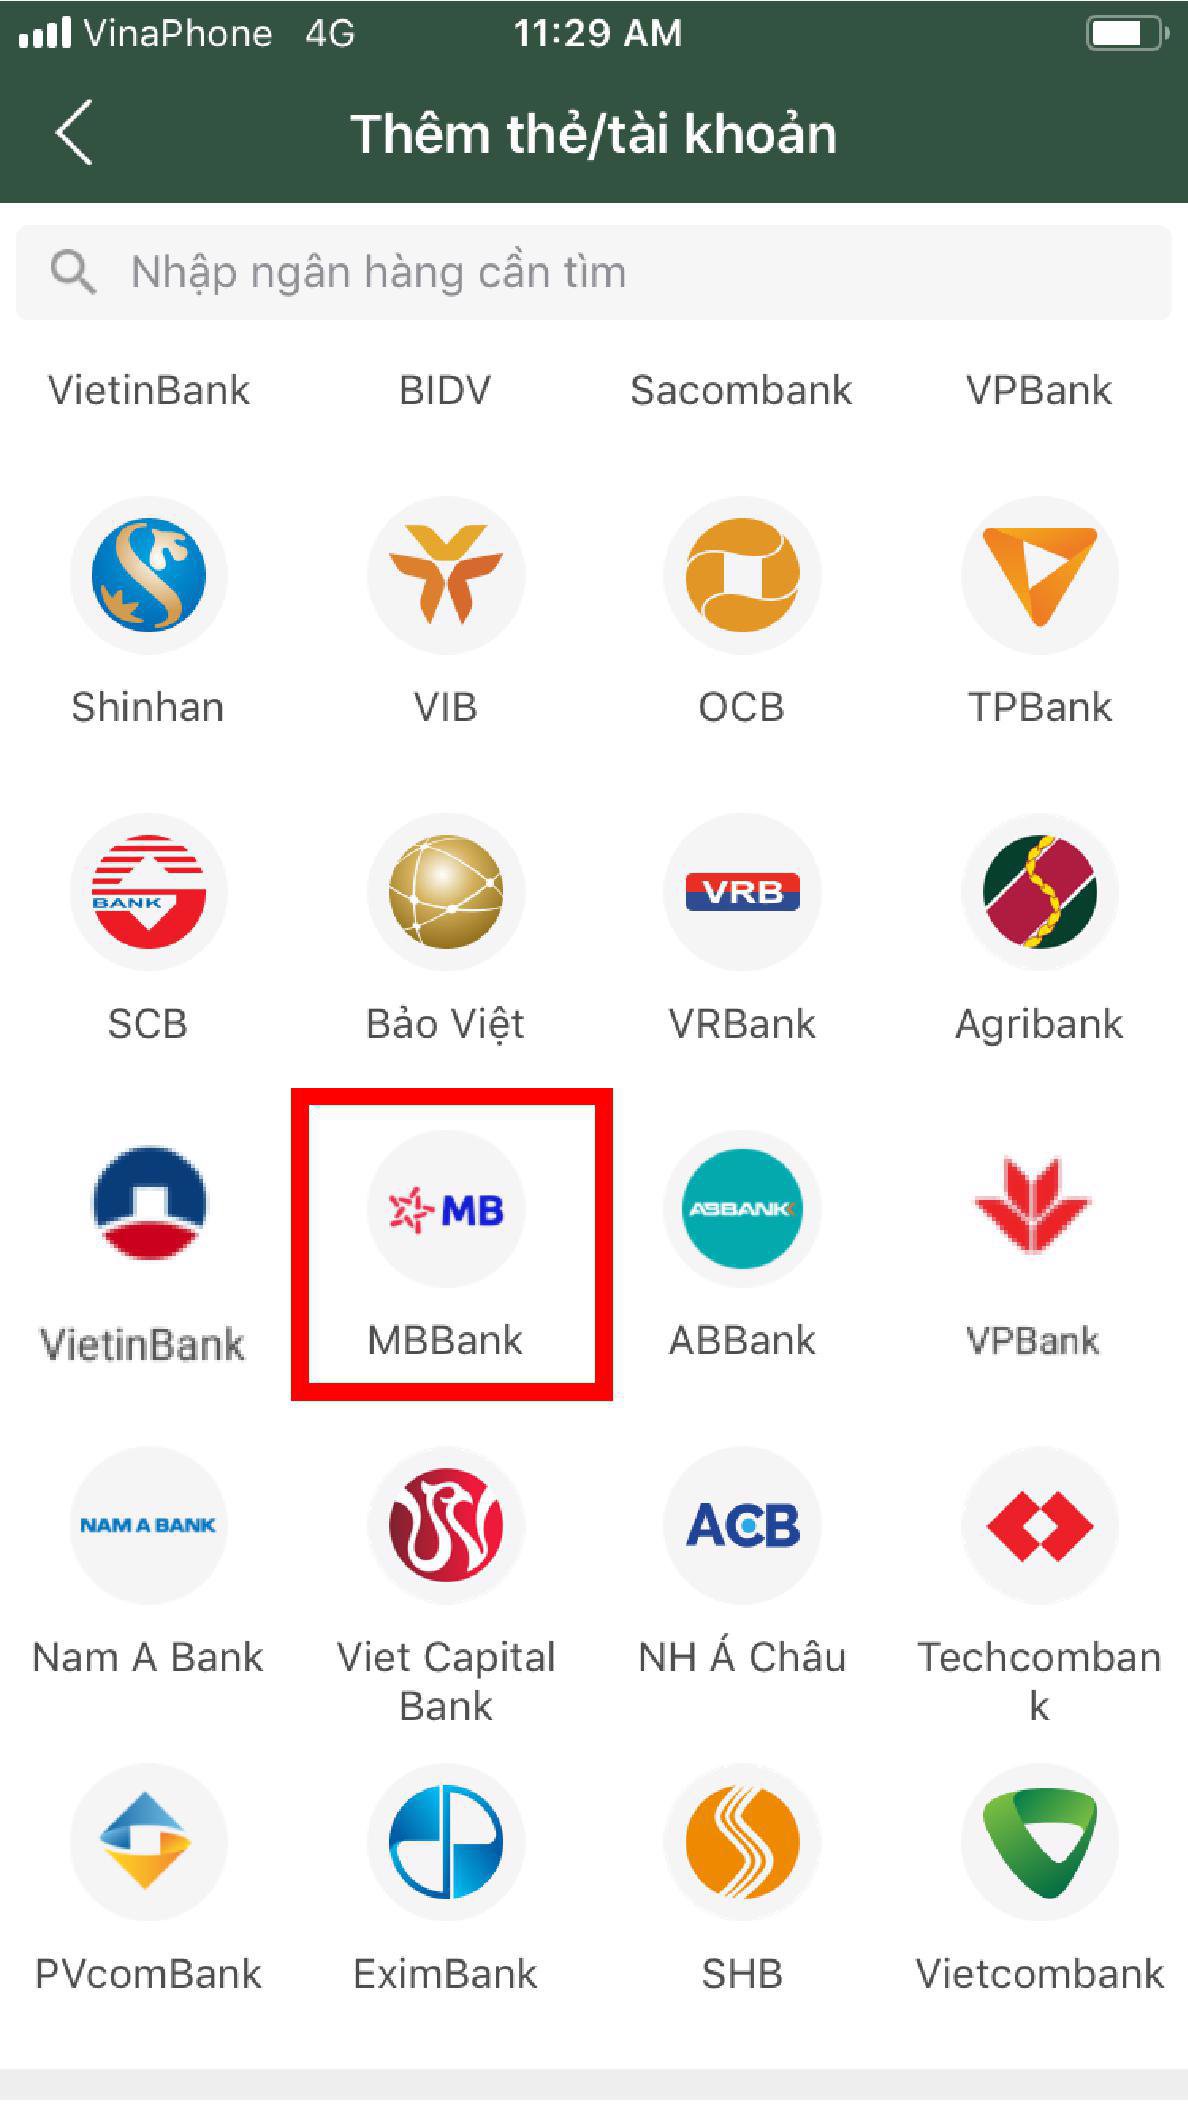 VinaPhone 4G 11:29 AM
Thêm thẻ/tài khoản
Nhập ngân hàng cần tìm
VietinBank BIDV Sacombank VPBank
Shinhan VIB OCB TPBank
BANK VRB
SCB Bảo Việt VRBank Agribank
MB ABBANK
VietinBank MBBank ABBank VPBank
NAM A BANK ACB
Nam A Bank Viet Capital NH Á Châu Techcomban
Bank k
PVcomBank EximBank SHB Vietcombank